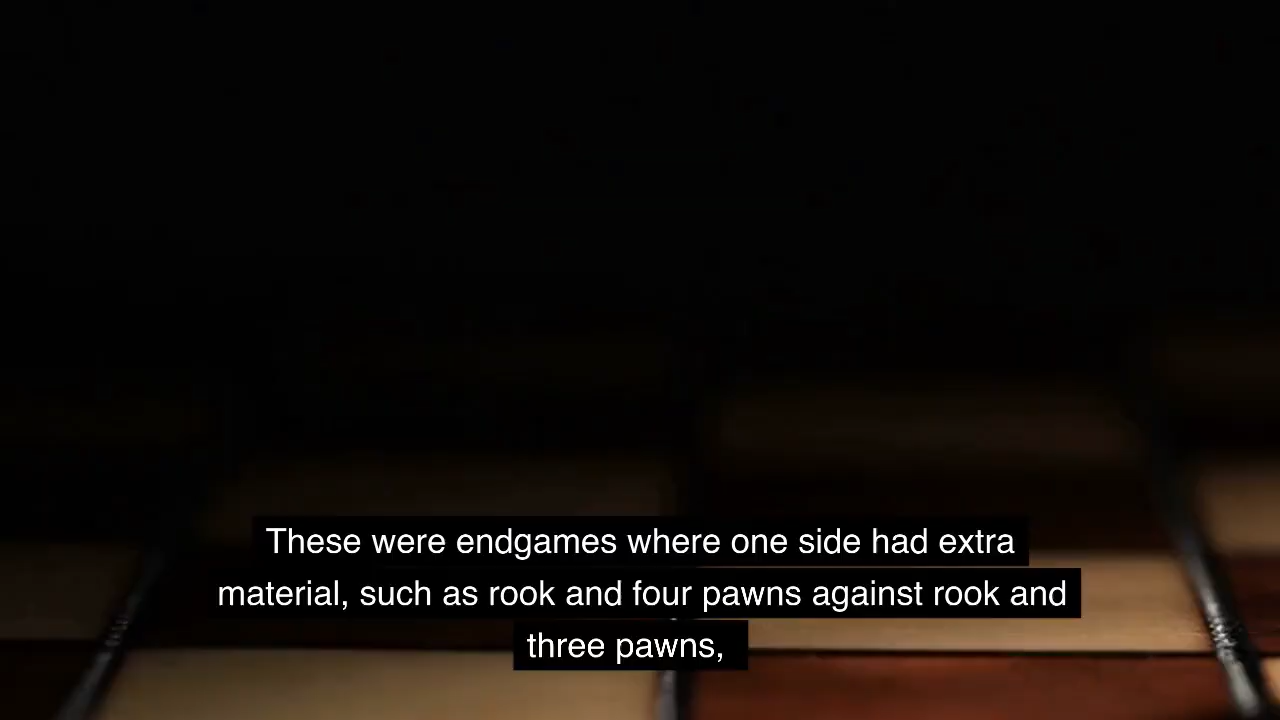 These were endgames where one side had extra
material, such as rook and four pawns against rook and
three pawns,